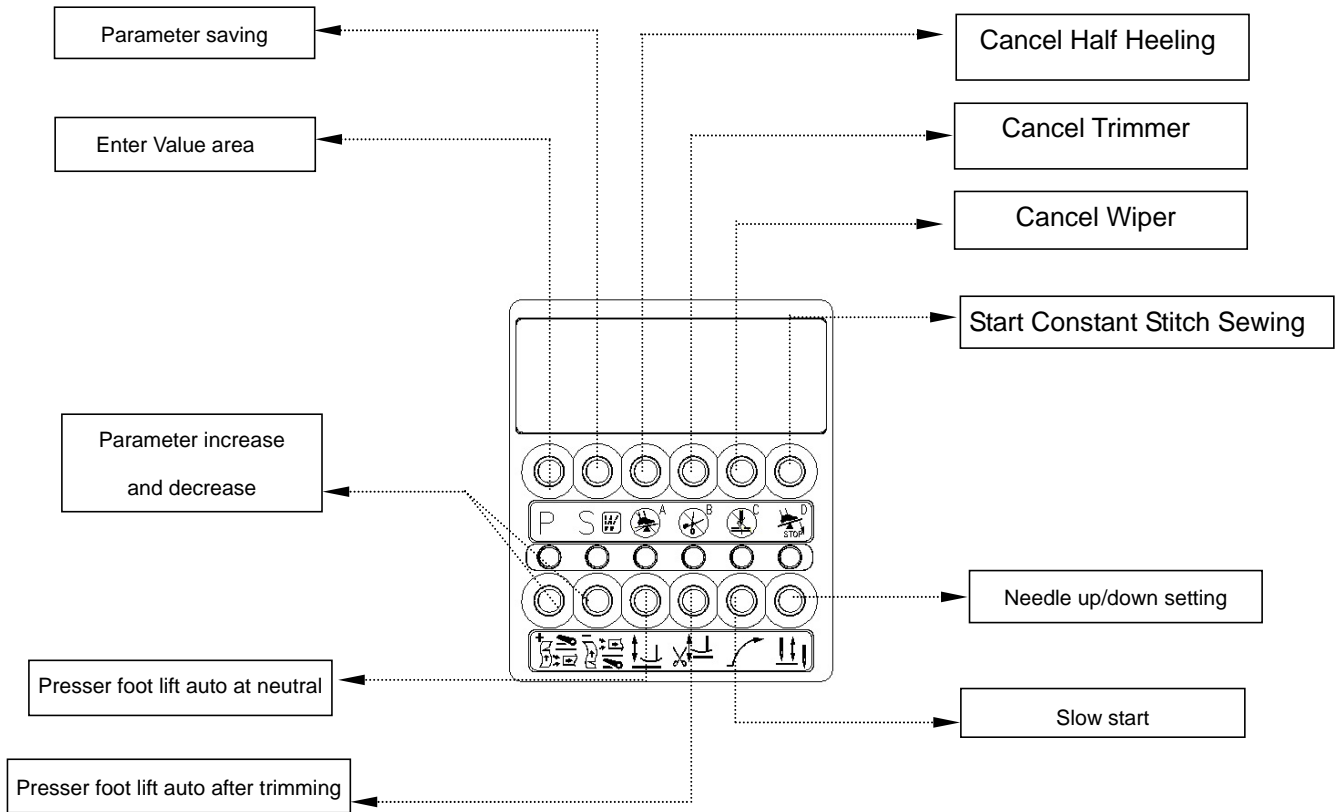 Parameter saving
Cancel Half Heeling
Enter Value area
Cancel Trimmer
Cancel Wiper
Start Constant Stitch Sewing
Parameter increase
and decrease
P S A B C D
STOP
Needle up/down setting
+ -
Presser foot lift auto at neutral
Slow start
Presser foot lift auto after trimming